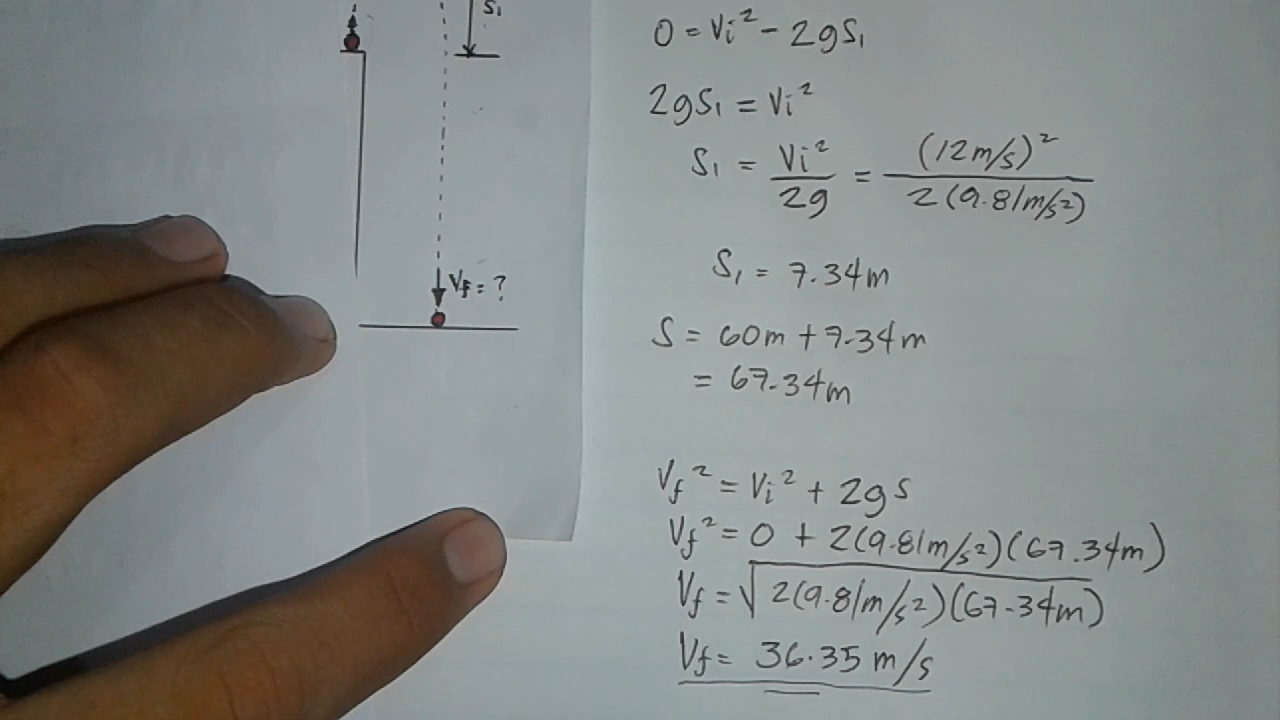 S₁
Vf = ?
0 = Vi² - 2gS₁
2gS₁ = Vi²
S₁ = Vi² / 2g = (12m/s)² / 2(9.81m/s²)
S₁ = 7.34m
S = 60m + 7.34m
= 67.34m
Vf² = Vi² + 2gS
Vf² = 0 + 2(9.81m/s²)(67.34m)
Vf = √2(9.81m/s²)(67.34m)
Vf = 36.35 m/s